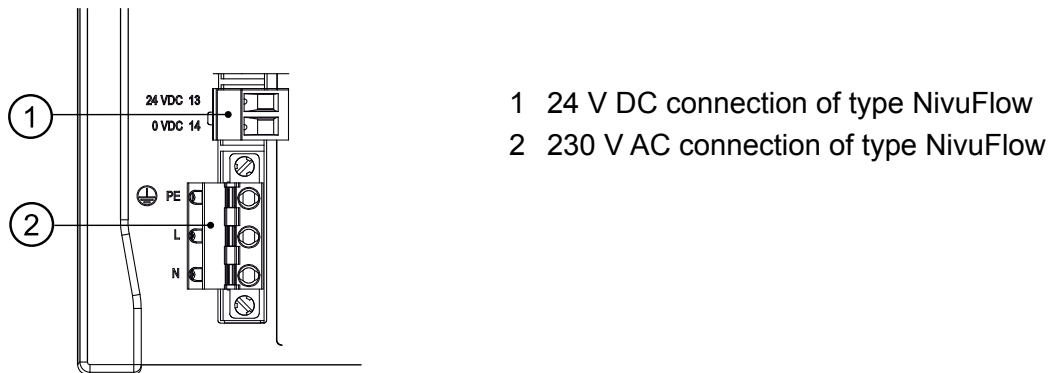 24 VDC 13
0 VDC 14
1
PE
L
N
2
1 24 V DC connection of type NivuFlow
2 230 V AC connection of type NivuFlow